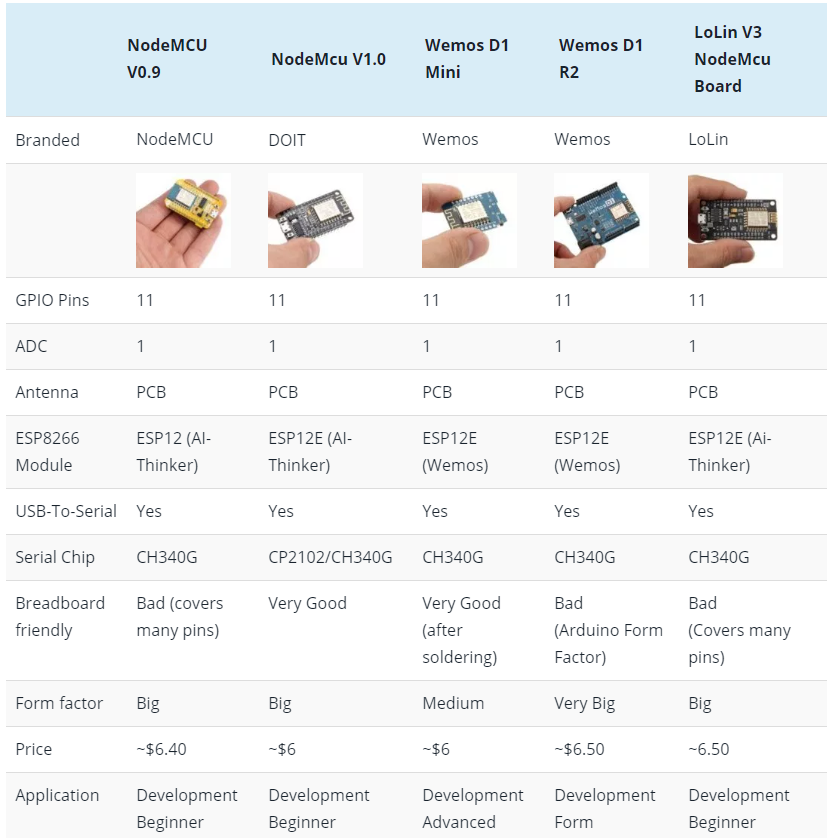 NodeMCU V0.9 NodeMcu V1.0 Wemos D1 Mini Wemos D1 R2 LoLin V3 NodeMcu Board
Branded NodeMCU DOIT Wemos Wemos LoLin
GPIO Pins 11 11 11 11 11
ADC 1 1 1 1 1
Antenna PCB PCB PCB PCB PCB
ESP8266 Module ESP12 (AI-Thinker) ESP12E (AI-Thinker) ESP12E (Wemos) ESP12E (Wemos) ESP12E (Ai-Thinker)
USB-To-Serial Yes Yes Yes Yes Yes
Serial Chip CH340G CP2102/CH340G CH340G CH340G CH340G
Breadboard friendly Bad (covers many pins) Very Good Very Good (after soldering) Bad (Arduino Form Factor) Bad (Covers many pins)
Form factor Big Big Medium Very Big Big
Price ~$6.40 ~$6 ~$6 ~$6.50 ~6.50
Application Development Beginner Development Beginner Development Advanced Development Form Development Beginner